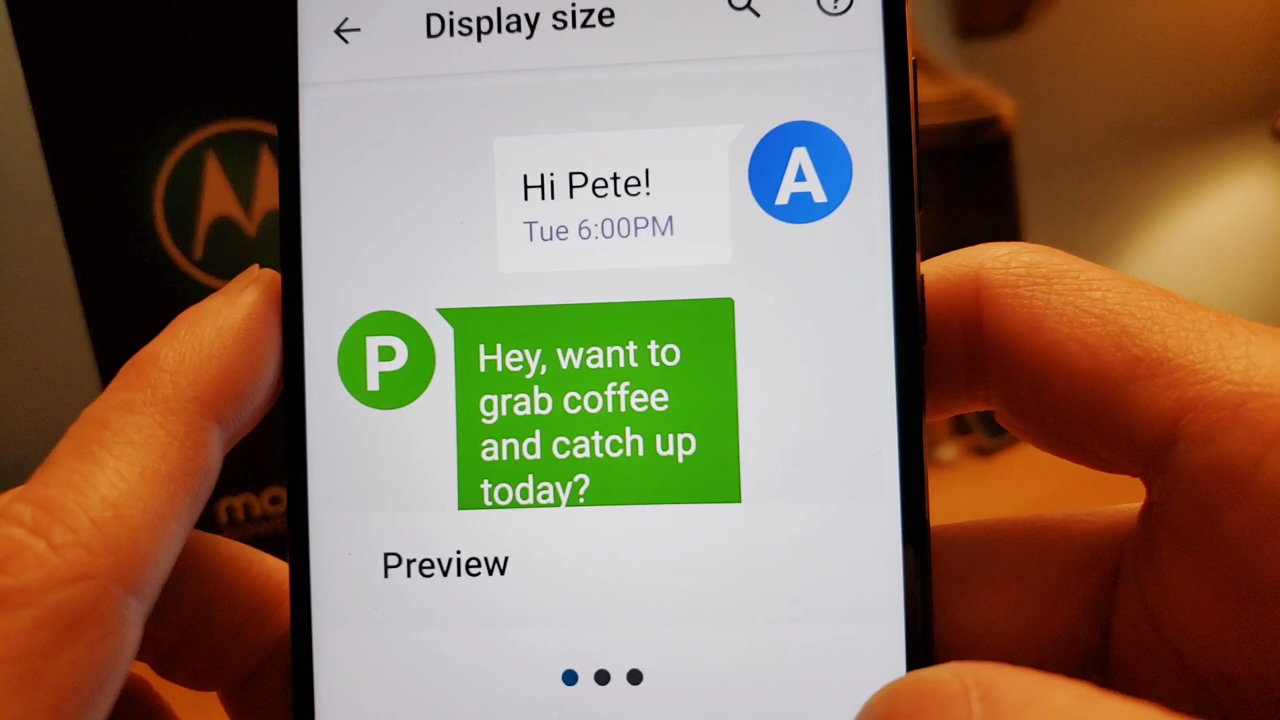 Display size
Hi Pete!
Tue 6:00PM
A
P
Hey, want to
grab coffee
and catch up
today?
Preview